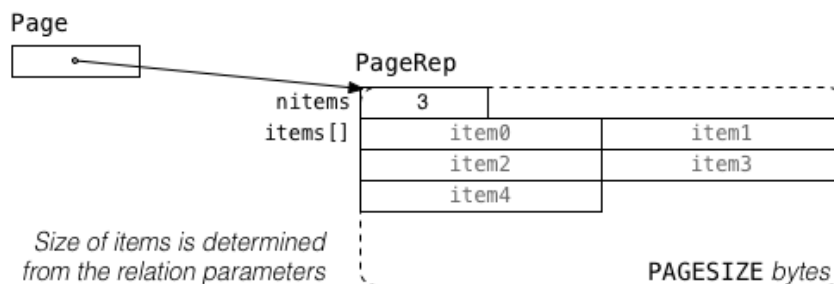 Page
PageRep
nitems 3
items[] item0 item1
item2 item3
item4
Size of items is determined
from the relation parameters
PAGESIZE bytes